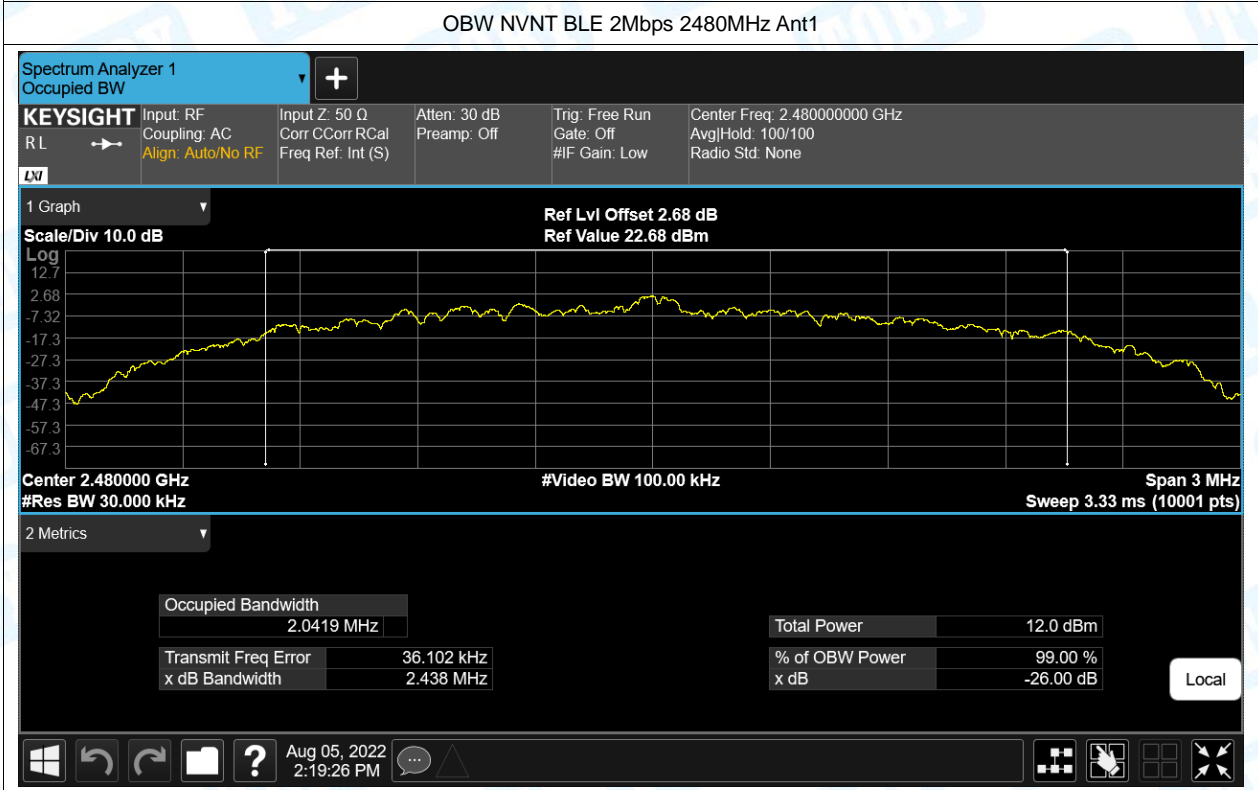 OBW NVNT BLE 2Mbps 2480MHz Ant1
Spectrum Analyzer 1
Occupied BW
KEYSIGHT
RL
LXI
Input: RF
Coupling: AC
Align: Auto/No RF
Input Z: 50 Ω
Corr CCorr RCal
Freq Ref: Int (S)
Atten: 30 dB
Preamp: Off
Trig: Free Run
Gate: Off
#IF Gain: Low
Center Freq: 2.480000000 GHz
Avg|Hold: 100/100
Radio Std: None
1 Graph
Scale/Div 10.0 dB
Ref Lvl Offset 2.68 dB
Ref Value 22.68 dBm
Log
12.7
2.68
-7.32
-17.3
-27.3
-37.3
-47.3
-57.3
-67.3
Center 2.480000 GHz
#Video BW 100.00 kHz
Span 3 MHz
#Res BW 30.000 kHz
Sweep 3.33 ms (10001 pts)
2 Metrics
Occupied Bandwidth
2.0419 MHz
Transmit Freq Error 36.102 kHz
x dB Bandwidth 2.438 MHz
Total Power 12.0 dBm
% of OBW Power 99.00 %
x dB -26.00 dB
Local
?
Aug 05, 2022
2:19:26 PM